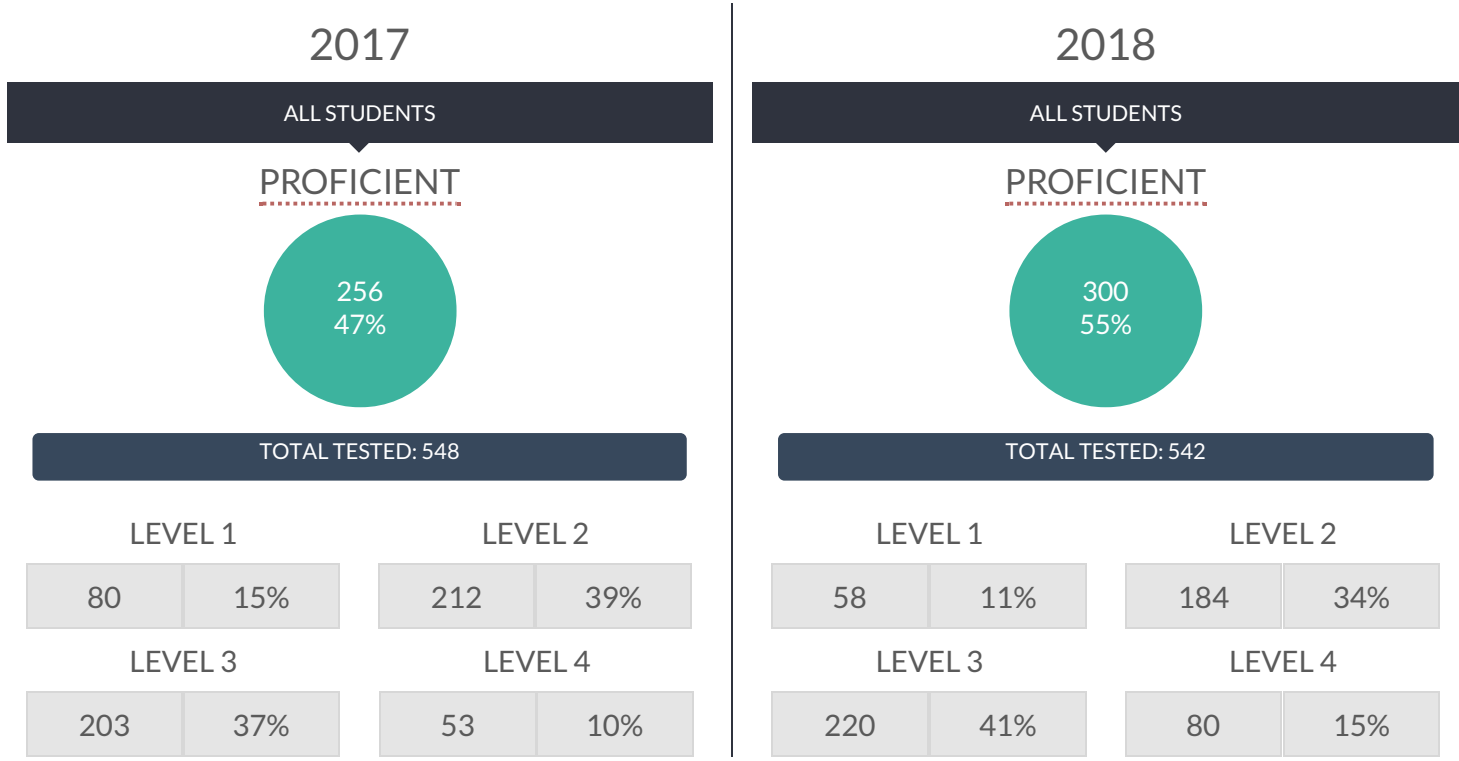 2017
ALL STUDENTS
PROFICIENT
256
47%
TOTAL TESTED: 548
LEVEL 1
LEVEL 2
80 15%
212 39%
LEVEL 3
LEVEL 4
203 37%
53 10%
2018
ALL STUDENTS
PROFICIENT
300
55%
TOTAL TESTED: 542
LEVEL 1
LEVEL 2
58 11%
184 34%
LEVEL 3
LEVEL 4
220 41%
80 15%